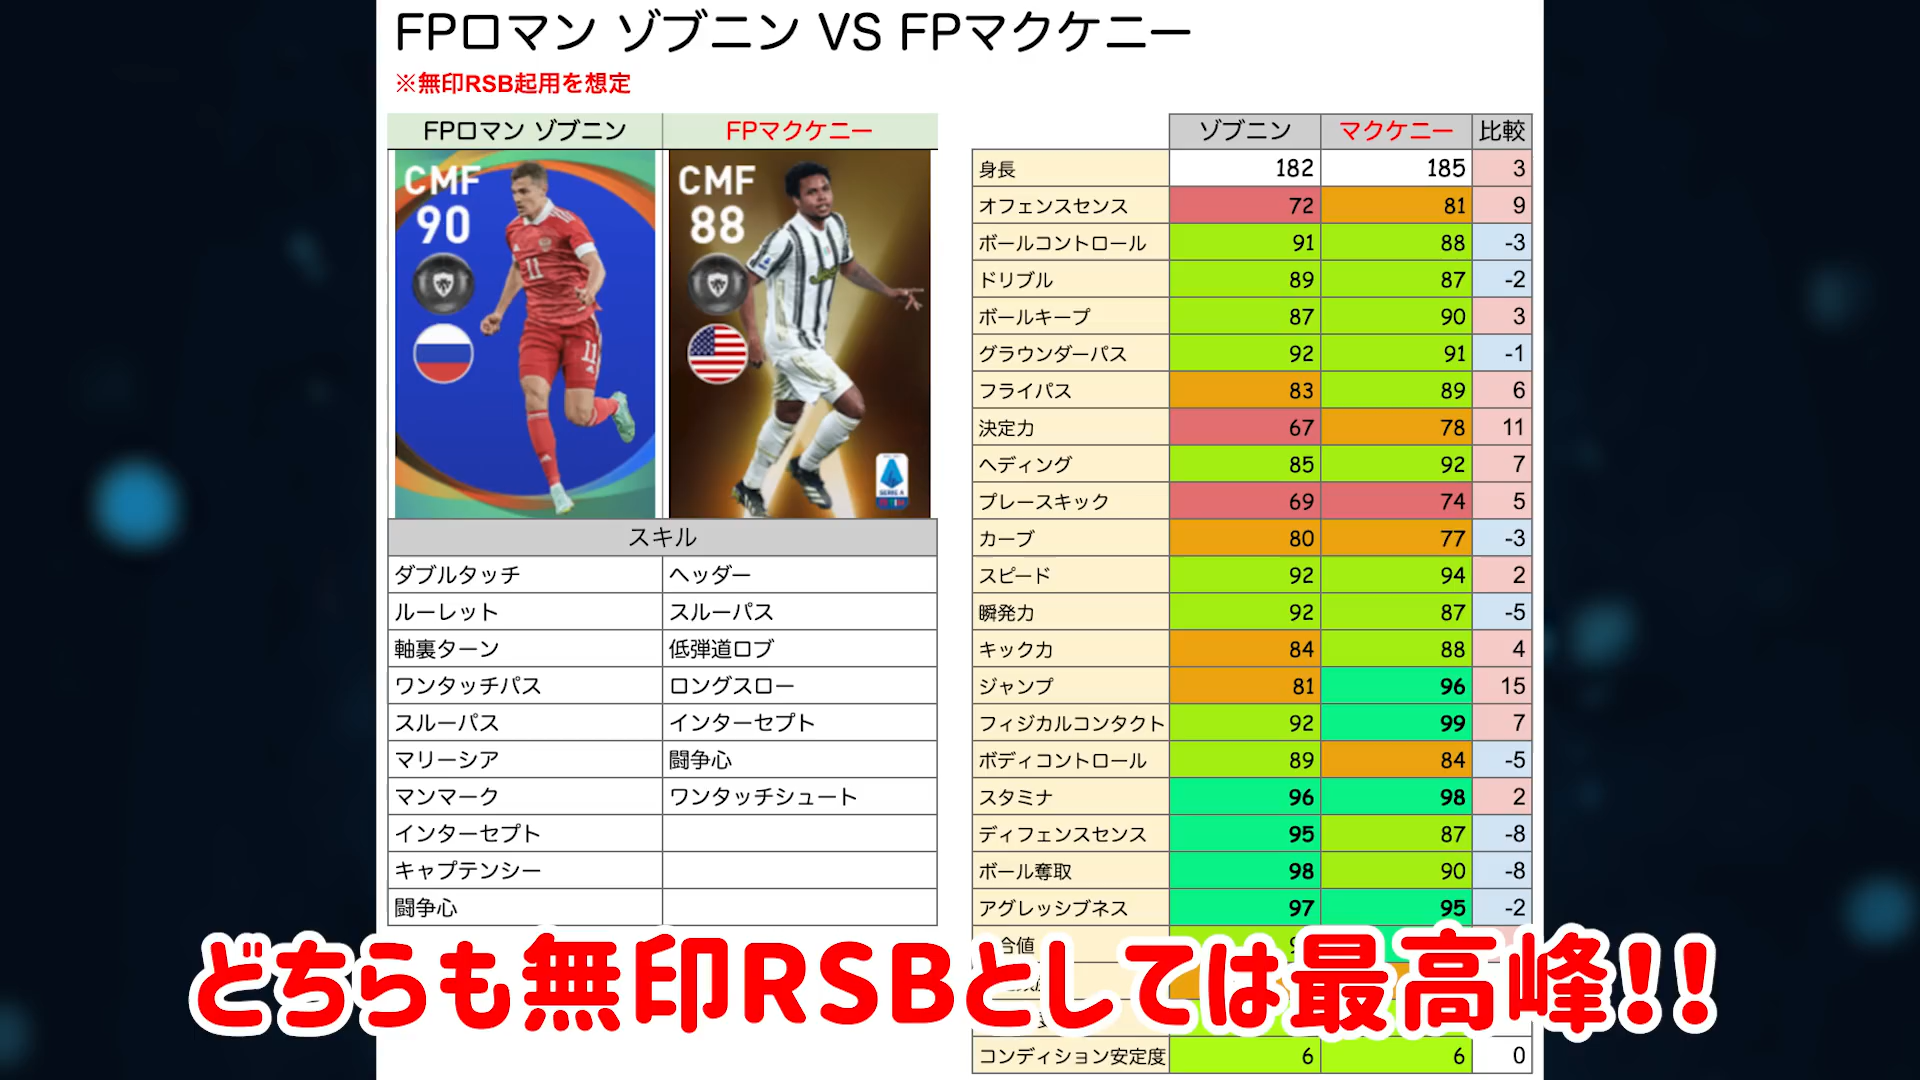 FPロマン ゾブニン VS FPマクケニー
※無印RSB起用を想定
FPロマン ゾブニン FPマクケニー
CMF
90
CMF
88
11
11
SERIE A
スキル
ダブルタッチ ヘッダー
ルーレット スルーパス
軸裏ターン 低弾道ロブ
ワンタッチパス ロングスロー
スルーパス インターセプト
マリーシア 闘争心
マンマーク ワンタッチシュート
インターセプト
キャプテンシー
闘争心
ゾブニン マクケニー 比較
身長 182 185 3
オフェンスセンス 72 81 9
ボールコントロール 91 88 -3
ドリブル 89 87 -2
ボールキープ 87 90 3
グラウンダーパス 92 91 -1
フライパス 83 89 6
決定力 67 78 11
ヘディング 85 92 7
プレースキック 69 74 5
カーブ 80 77 -3
スピード 92 94 2
瞬発力 92 87 -5
キック力 84 88 4
ジャンプ 81 96 15
フィジカルコンタクト 92 99 7
ボディコントロール 89 84 -5
スタミナ 96 98 2
ディフェンスセンス 95 87 -8
ボール奪取 98 90 -8
アグレッシブネス 97 95 -2
合値
コンディション安定度 6 6 0
どちらも無印RSBとしては最高峰!!